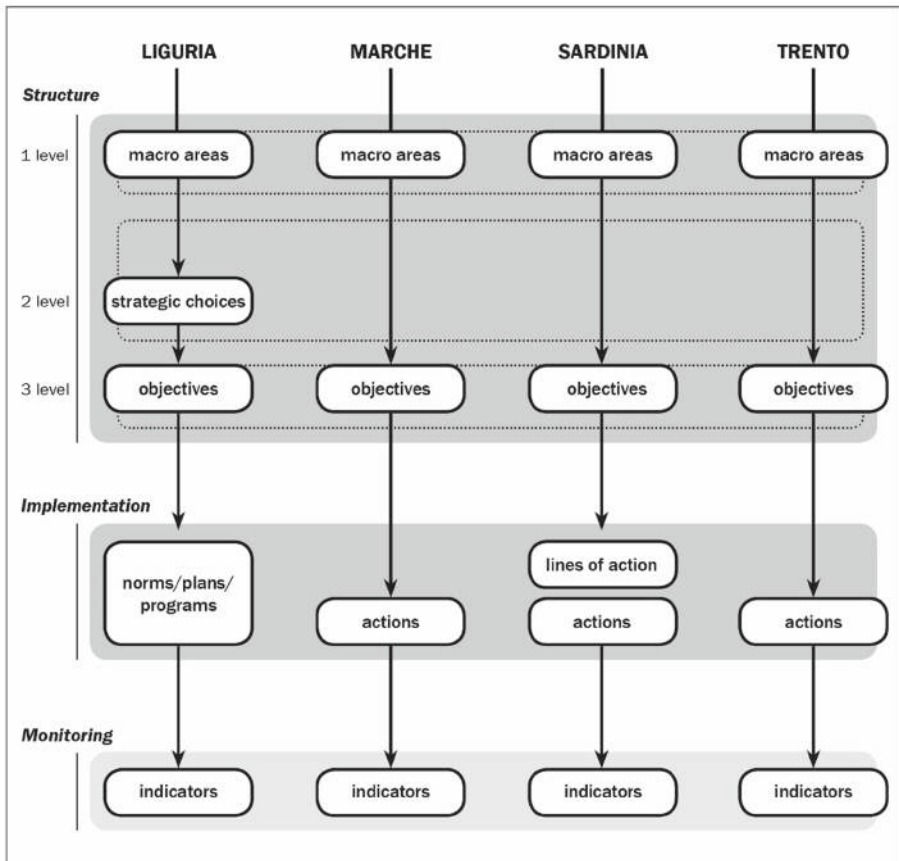 LIGURIA MARCHE SARDINIA TRENTO
Structure
1 level macro areas macro areas macro areas macro areas
2 level strategic choices
3 level objectives objectives objectives objectives
Implementation
lines of action
norms/plans/
programs
actions actions actions
Monitoring
indicators indicators indicators indicators